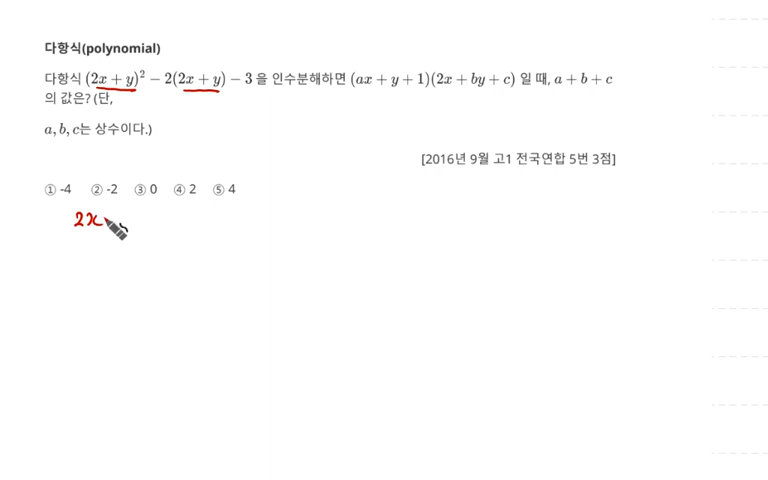 다항식(polynomial)
다항식 (2x + y)² − 2(2x + y) − 3 을 인수분해하면 (ax + y + 1)(2x + by + c) 일 때, a + b + c
의 값은? (단,
a, b, c는 상수이다.)
[2016년 9월 고1 전국연합 5번 3점]
① -4 ② -2 ③ 0 ④ 2 ⑤ 4
2x